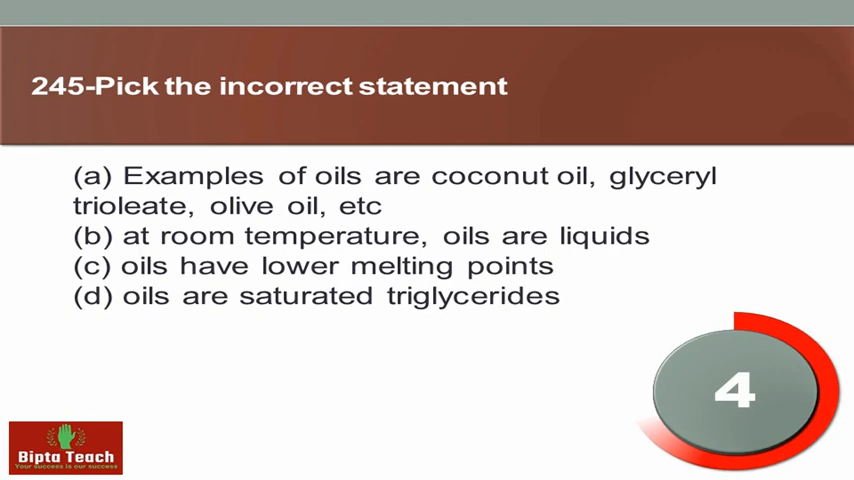 245-Pick the incorrect statement
(a) Examples of oils are coconut oil, glyceryl
trioleate, olive oil, etc
(b) at room temperature, oils are liquids
(c) oils have lower melting points
(d) oils are saturated triglycerides
4
Bipta Teach
Your success is our success